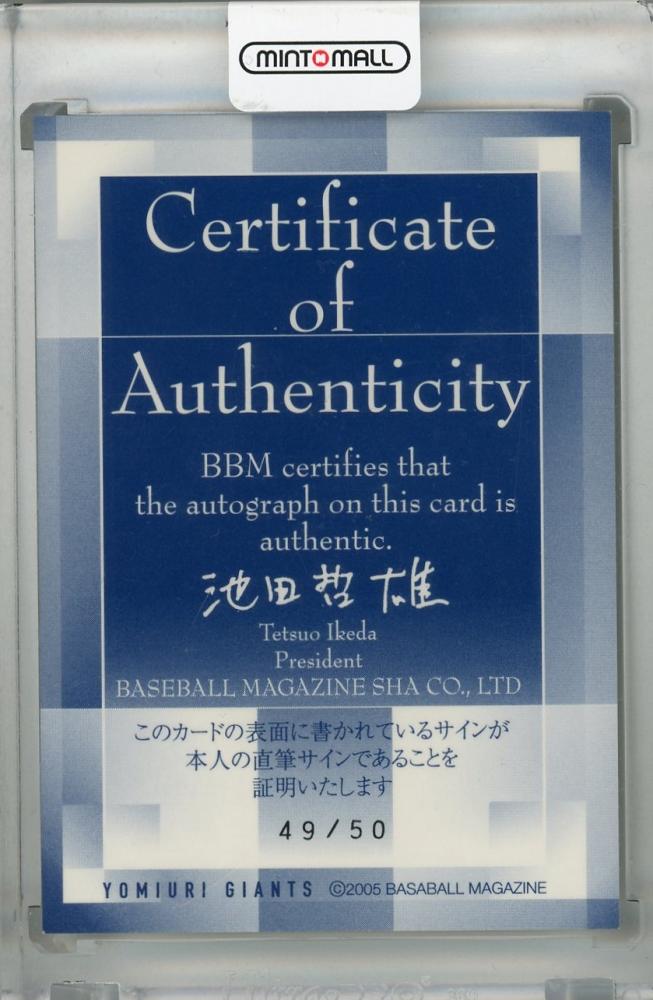 MINTOMALL
Certificate
of
Authenticity
BBM certifies that
the autograph on this card is
authentic.
池田哲雄
Tetsuo Ikeda
President
BASEBALL MAGAZINE SHA CO., LTD
このカードの表面に書かれているサインが
本人の直筆サインであることを
証明いたします
49/50
YOMIURI GIANTS ©2005 BASABALL MAGAZINE